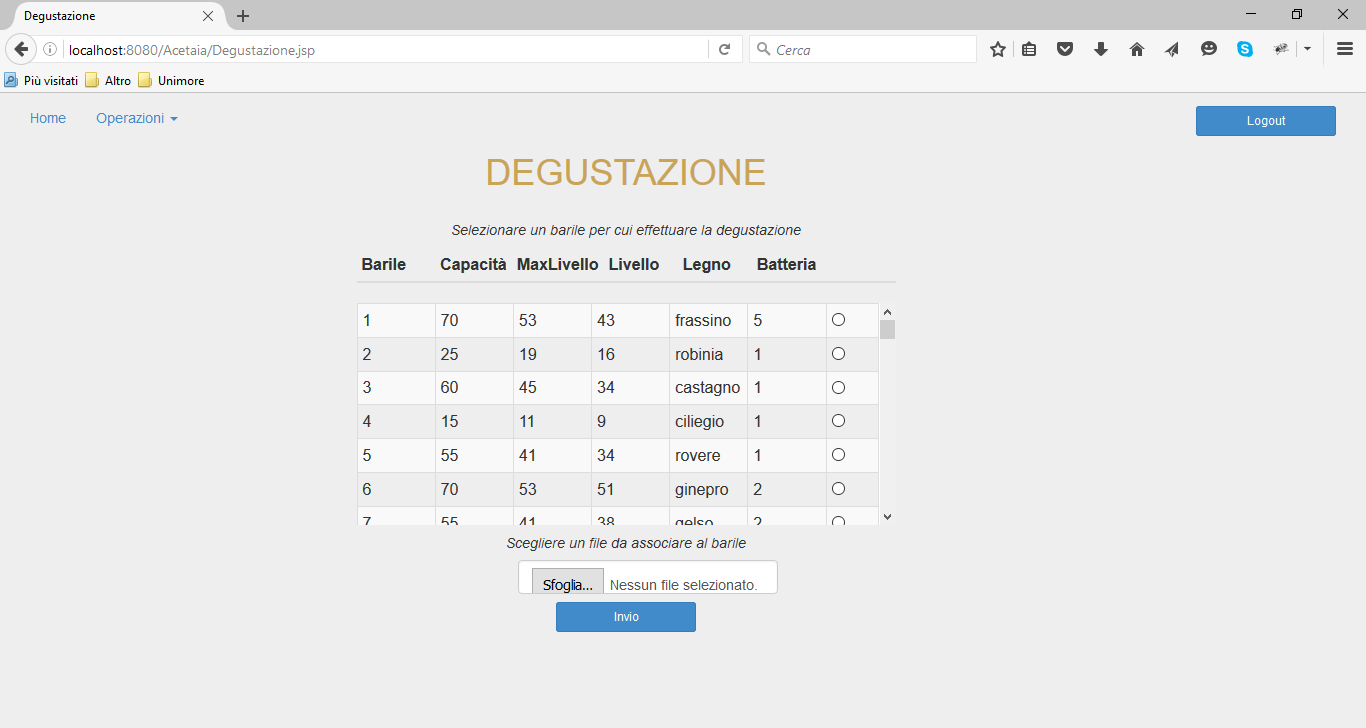 Degustazione
localhost:8080/Acetaia/Degustazione.jsp
Cerca
Più visitati Altro Unimore
Home Operazioni Logout
DEGUSTAZIONE
Selezionare un barile per cui effettuare la degustazione
Barile Capacità MaxLivello Livello Legno Batteria
1 70 53 43 frassino 5
2 25 19 16 robinia 1
3 60 45 34 castagno 1
4 15 11 9 ciliegio 1
5 55 41 34 rovere 1
6 70 53 51 ginepro 2
7 55 41 38 gelso 2
Scegliere un file da associare al barile
Sfoglia... Nessun file selezionato.
Invio